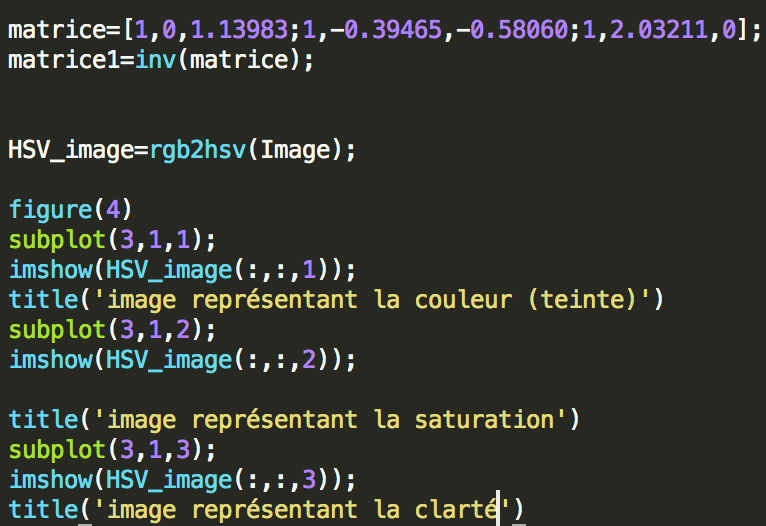 matrice=[1,0,1.13983;1,-0.39465,-0.58060;1,2.03211,0];
matrice1=inv(matrice);
HSV_image=rgb2hsv(Image);
figure(4)
subplot(3,1,1);
imshow(HSV_image(:,:,1));
title('image représentant la couleur (teinte)')
subplot(3,1,2);
imshow(HSV_image(:,:,2));
title('image représentant la saturation')
subplot(3,1,3);
imshow(HSV_image(:,:,3));
title('image représentant la clarté')